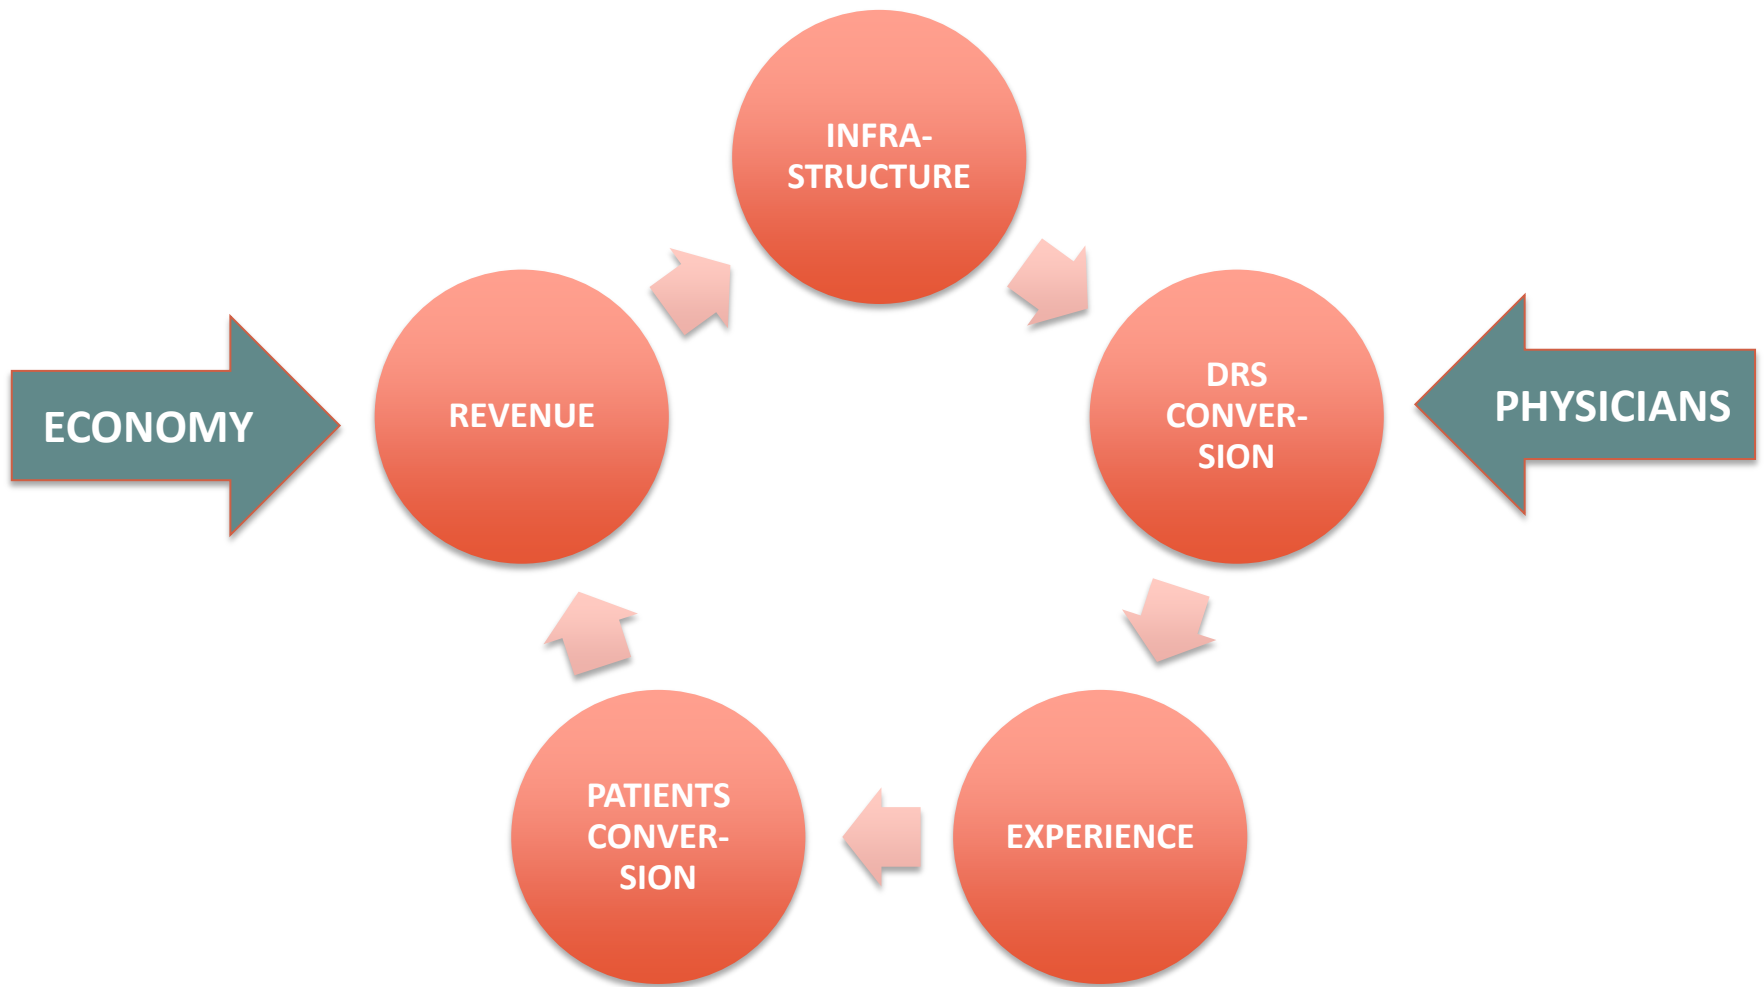 INFRA-
STRUCTURE
DRS
CONVER-
SION
PHYSICIANS
ECONOMY
REVENUE
PATIENTS
CONVER-
SION
EXPERIENCE